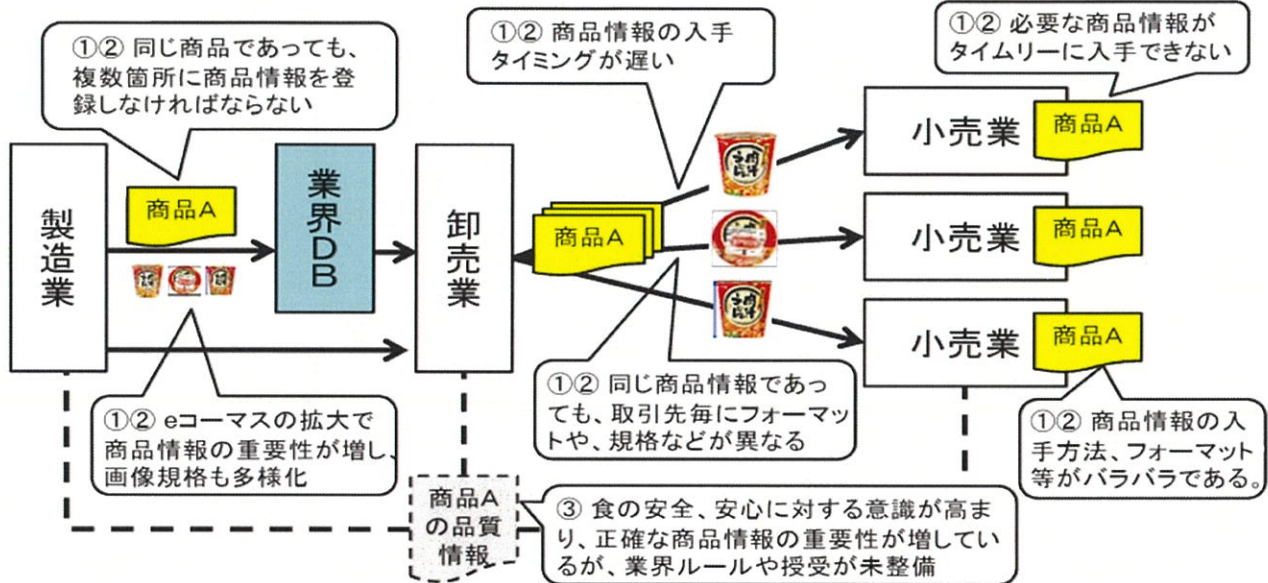 ①② 同じ商品であっても、
複数箇所に商品情報を登
録しなければならない
①② 商品情報の入手
タイミングが遅い
①② 必要な商品情報が
タイムリーに入手できない
製造業
商品A
業界DB
卸売業
商品A
小売業
商品A
小売業
商品A
小売業
商品A
①② eコーマスの拡大で
商品情報の重要性が増し、
画像規格も多様化
①② 同じ商品情報であっ
ても、取引先毎にフォーマッ
トや、規格などが異なる
①② 商品情報の入
手方法、フォーマット
等がバラバラである。
商品A
の品質
情報
③ 食の安全、安心に対する意識が高ま
り、正確な商品情報の重要性が増している
が、業界ルールや授受が未整備